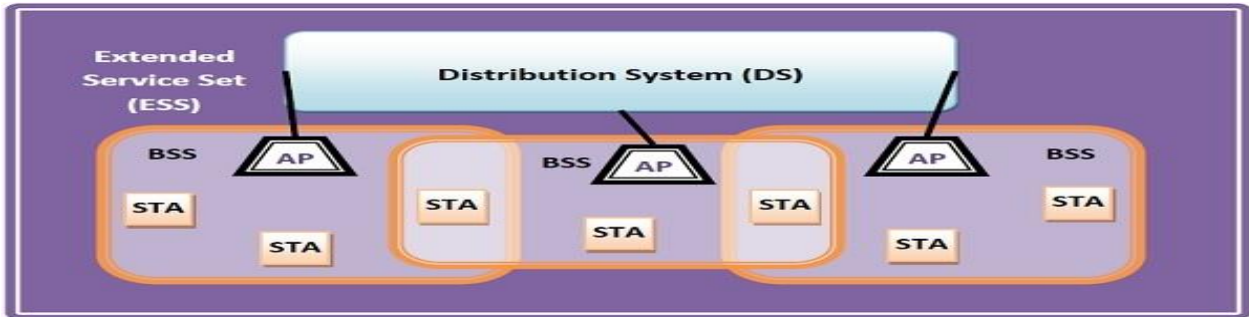 Extended
Service Set
(ESS)
Distribution System (DS)
BSS
AP
STA
STA
STA
BSS
AP
STA
STA
AP
BSS
STA
STA